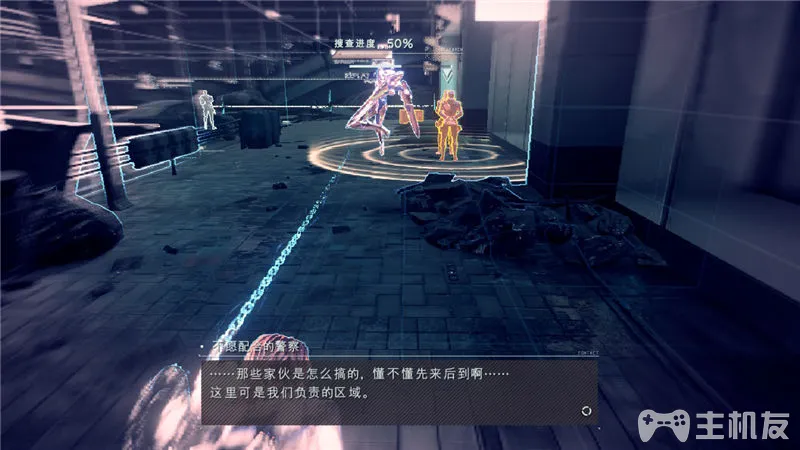 搜查进度 50%
不愿配合的警察
CONTACT
……那些家伙是怎么搞的，懂不懂先来后到啊……
这里可是我们负责的区域。
主机友